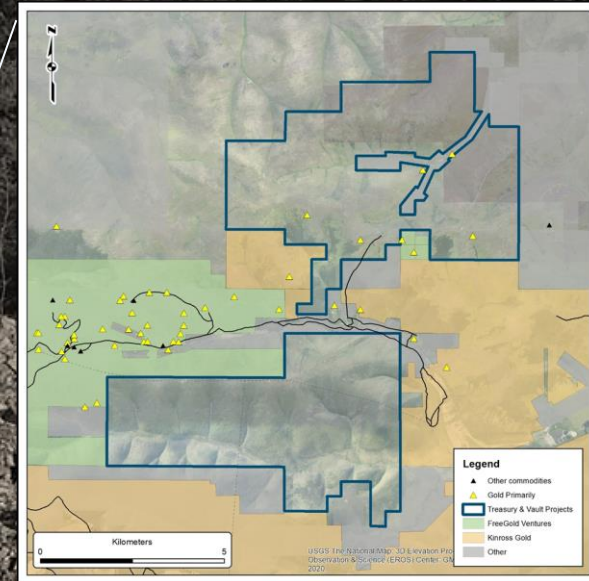 N
Legend
Other commodities
Gold Primarily
Treasury & Vault Projects
FreeGold Ventures
Kinross Gold
Other
Kilometers
0 5
USGS The National Map: 3D Elevation Pro
Observation & Science (EROS) Center: GM
2020